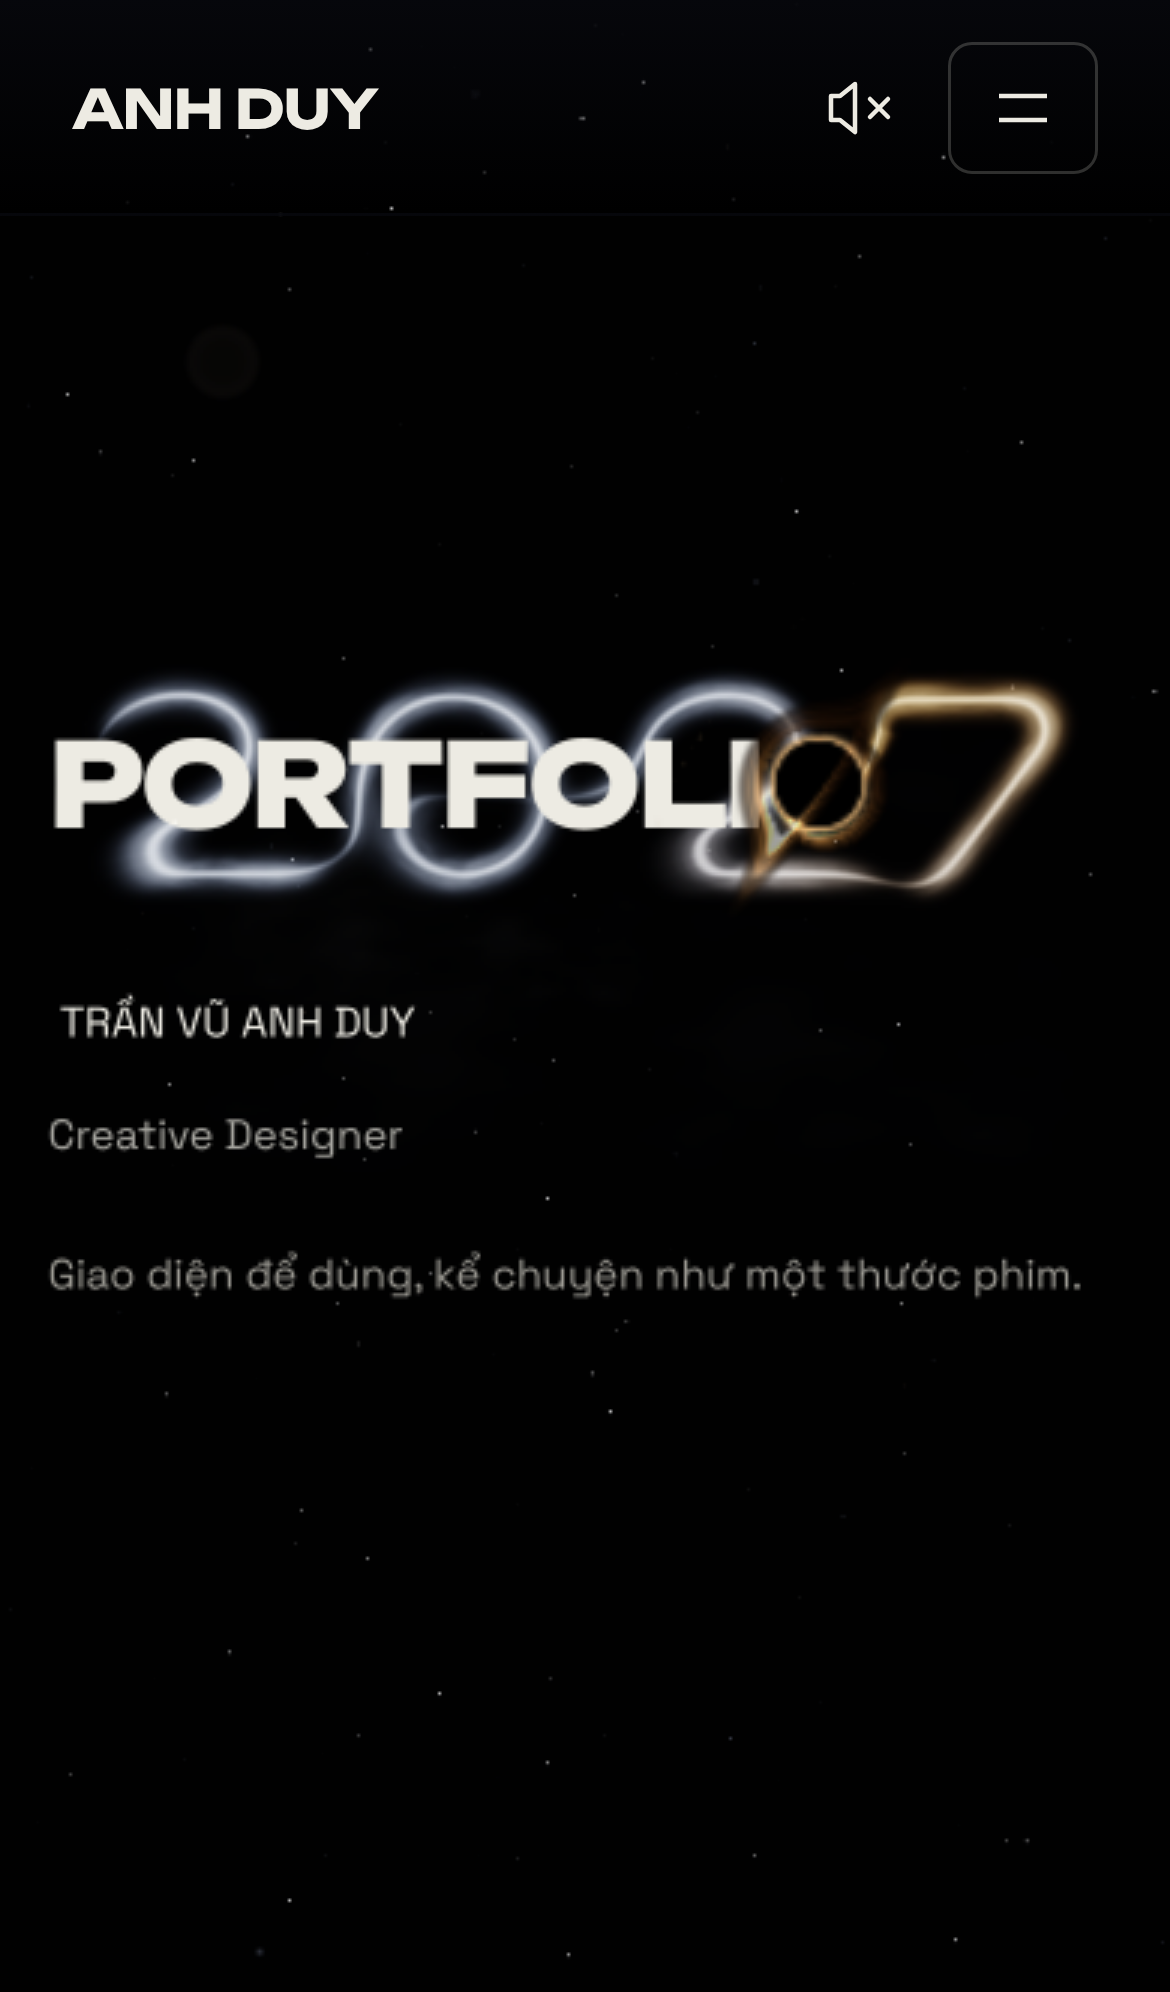 ANH DUY
PORTFOLIO
TRẦN VŨ ANH DUY
Creative Designer
Giao diện để dùng, kể chuyện như một thước phim.